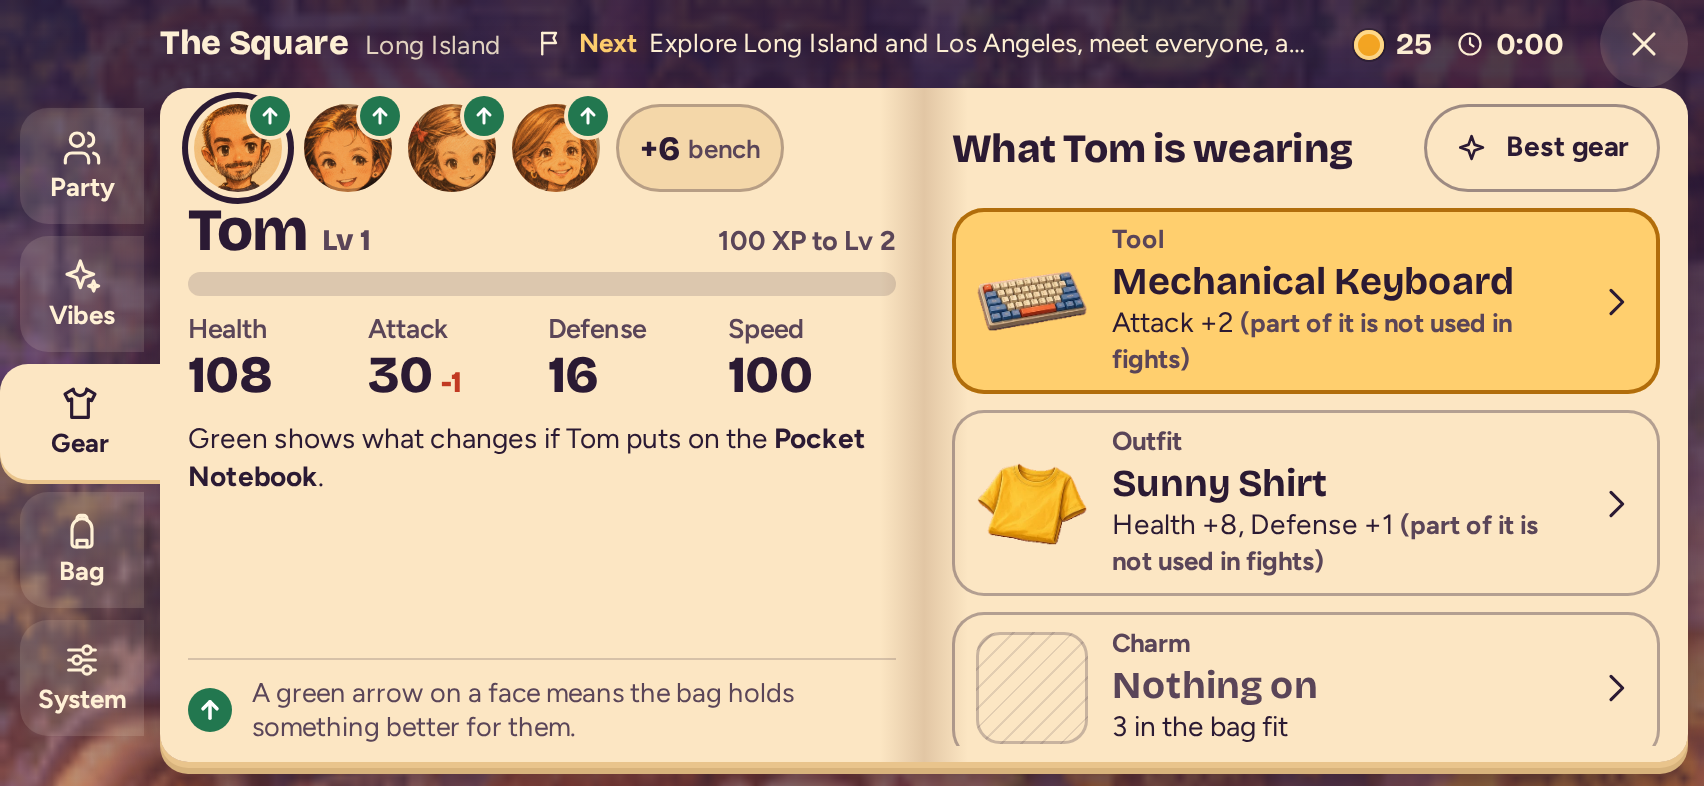 The Square Long Island
Next Explore Long Island and Los Angeles, meet everyone, a...
25
0:00
Party
Vibes
Gear
Bag
System
+6 bench
Tom Lv 1
100 XP to Lv 2
Health
108
Attack
30 -1
Defense
16
Speed
100
Green shows what changes if Tom puts on the Pocket
Notebook.
A green arrow on a face means the bag holds
something better for them.
What Tom is wearing
Best gear
Tool
Mechanical Keyboard
Attack +2 (part of it is not used in
fights)
Outfit
Sunny Shirt
Health +8, Defense +1 (part of it is
not used in fights)
Charm
Nothing on
3 in the bag fit